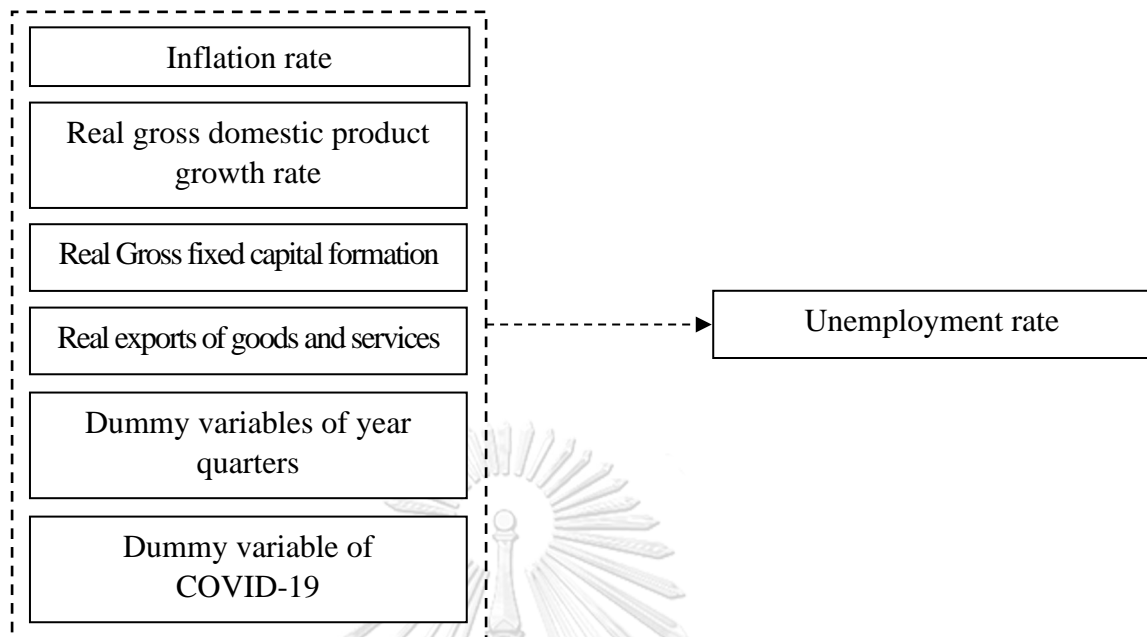 Inflation rate
Real gross domestic product
growth rate
Real Gross fixed capital formation
Real exports of goods and services
Dummy variables of year
quarters
Dummy variable of
COVID-19
Unemployment rate